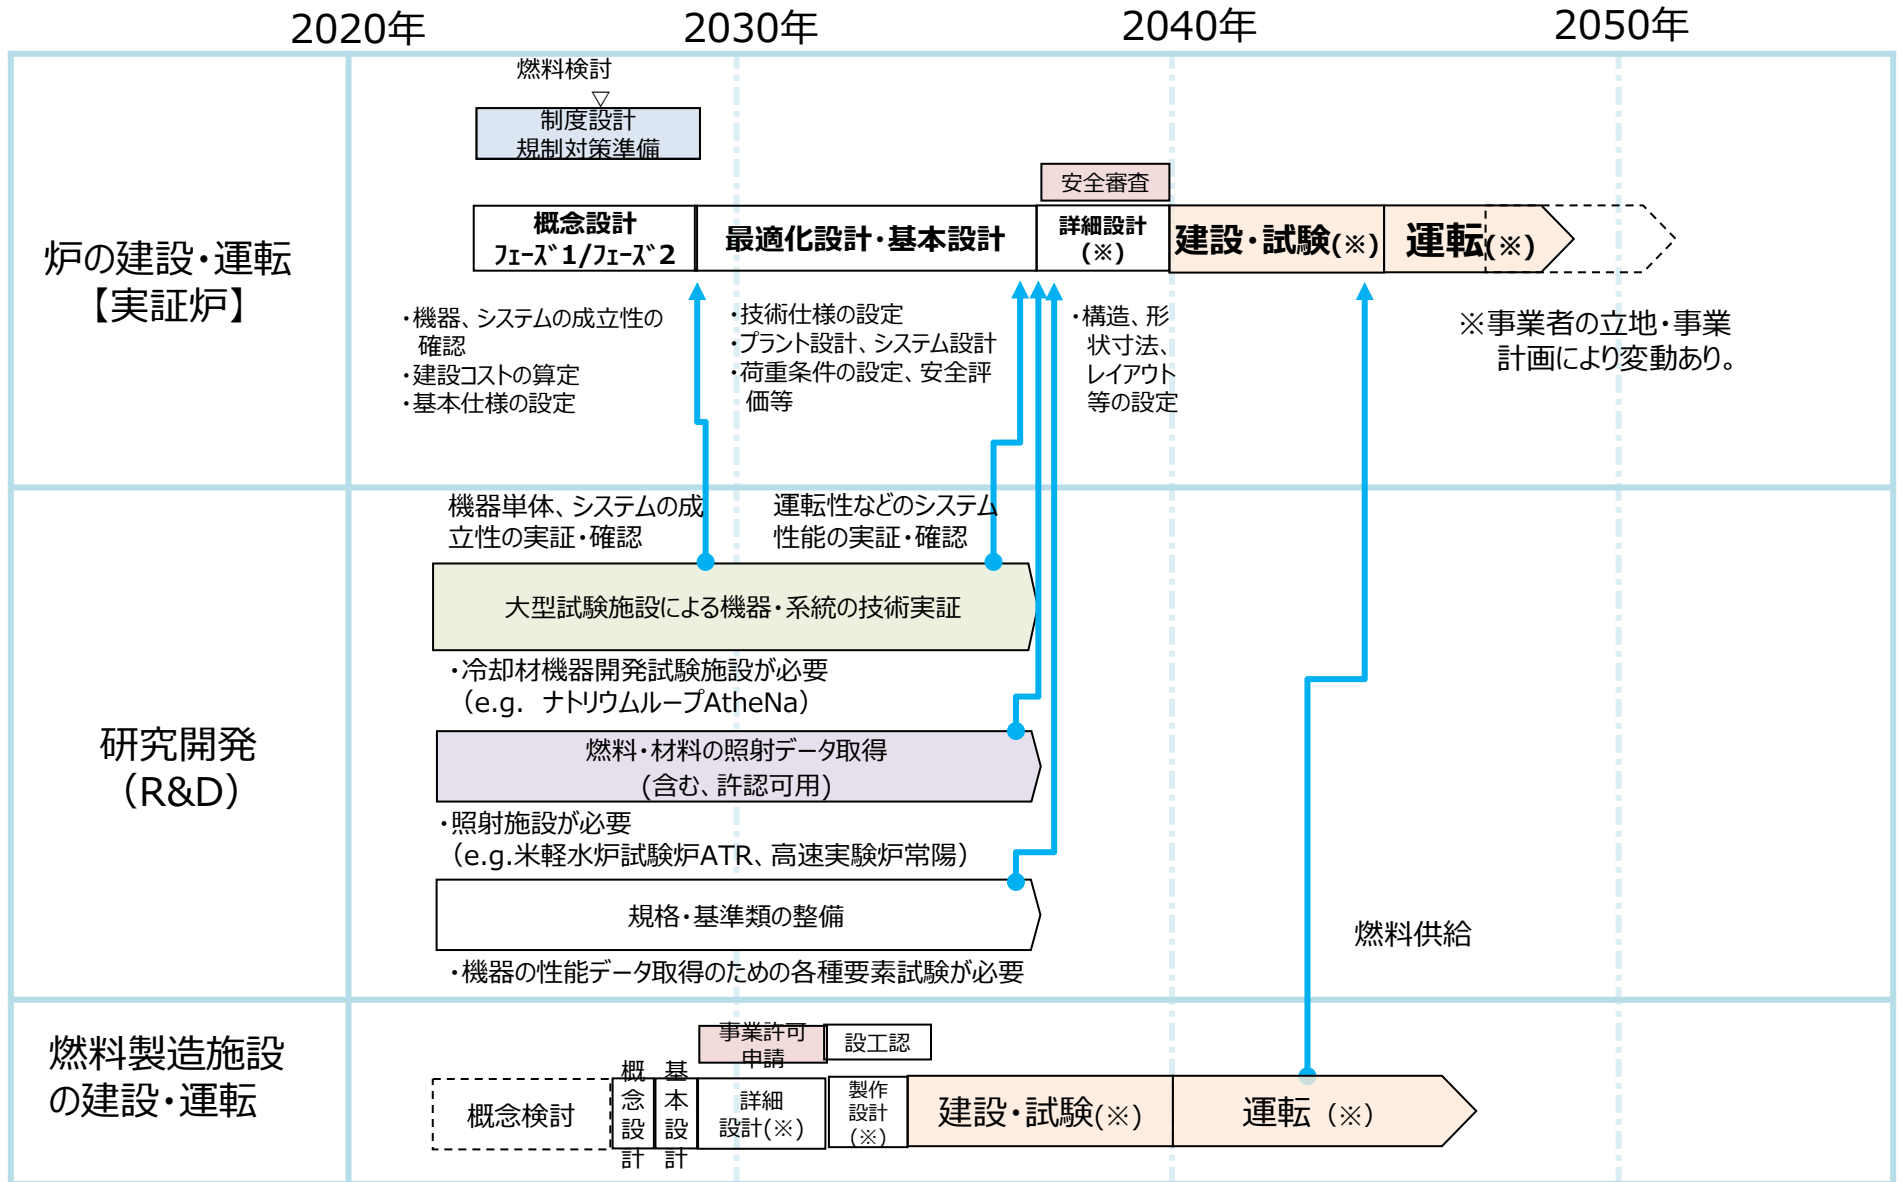 2020年
2030年
2040年
2050年
炉の建設・運転
【実証炉】
燃料検討
▽
制度設計
規制対策準備
安全審査
概念設計
ﾌｪｰｽﾞ1/ﾌｪｰｽﾞ2
最適化設計・基本設計
詳細設計
(※)
建設・試験(※)
運転(※)
・機器、システムの成立性の
確認
・建設コストの算定
・基本仕様の設定
・技術仕様の設定
・プラント設計、システム設計
・荷重条件の設定、安全評
価等
・構造、形
状寸法、
レイアウト
等の設定
※事業者の立地・事業
計画により変動あり。
研究開発
（R&D）
機器単体、システムの成
立性の実証・確認
運転性などのシステム
性能の実証・確認
大型試験施設による機器・系統の技術実証
・冷却材機器開発試験施設が必要
（e.g. ナトリウムループAtheNa）
燃料・材料の照射データ取得
(含む、許認可用)
・照射施設が必要
（e.g.米軽水炉試験炉ATR、高速実験炉常陽）
規格・基準類の整備
・機器の性能データ取得のための各種要素試験が必要
燃料供給
燃料製造施設
の建設・運転
事業許可
申請
設工認
概念検討
概念設計
基本設計
詳細
設計(※)
製作
設計
(※)
建設・試験(※)
運転（※）